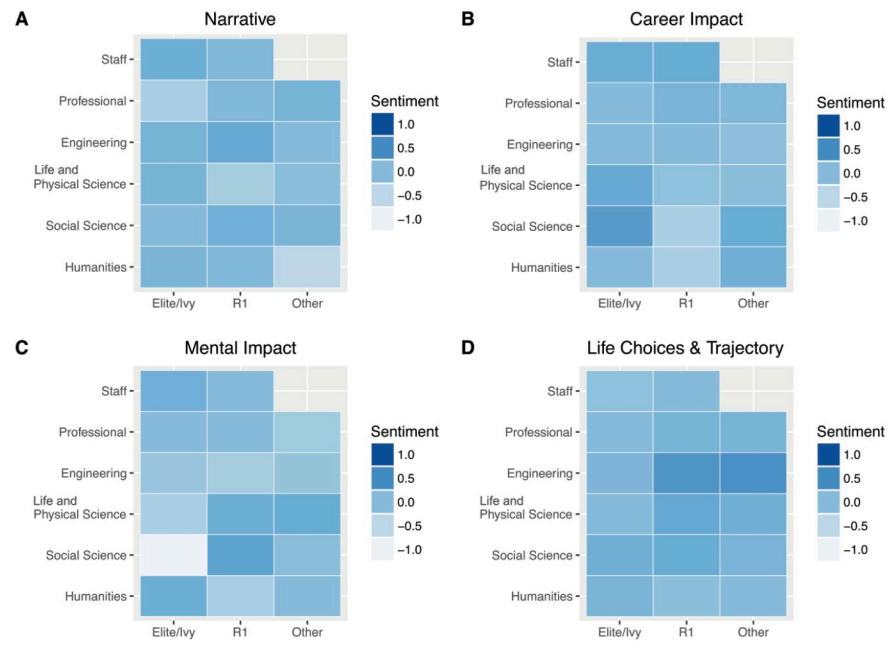 A
Narrative
Staff
Professional
Engineering
Life and
Physical Science
Social Science
Humanities
Elite/Ivy
R1
Other
Sentiment
1.0
0.5
0.0
−0.5
−1.0
B
Career Impact
Staff
Professional
Engineering
Life and
Physical Science
Social Science
Humanities
Elite/Ivy
R1
Other
Sentiment
1.0
0.5
0.0
−0.5
−1.0
C
Mental Impact
Staff
Professional
Engineering
Life and
Physical Science
Social Science
Humanities
Elite/Ivy
R1
Other
Sentiment
1.0
0.5
0.0
−0.5
−1.0
D
Life Choices & Trajectory
Staff
Professional
Engineering
Life and
Physical Science
Social Science
Humanities
Elite/Ivy
R1
Other
Sentiment
1.0
0.5
0.0
−0.5
−1.0